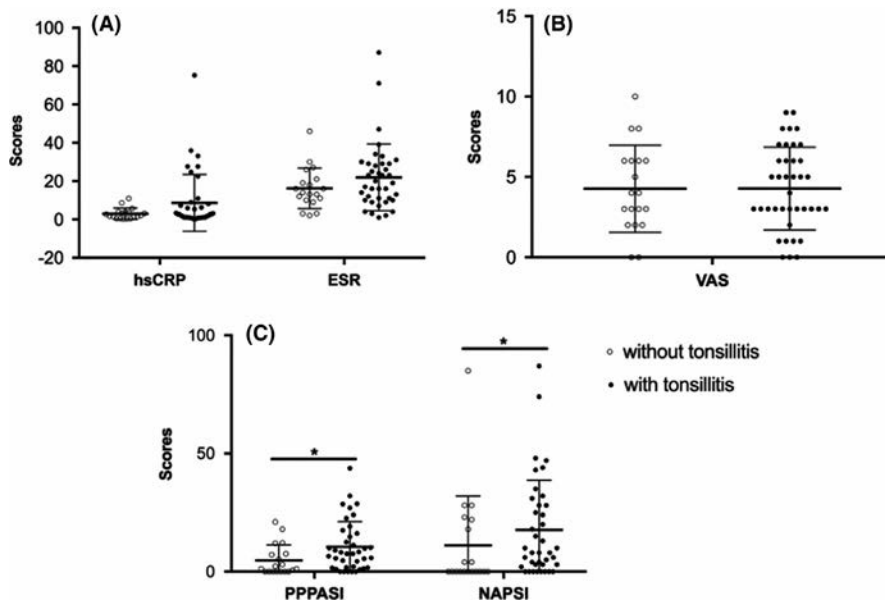 (A)
100
80
60
40
20
0
-20
Scores
hsCRP
ESR
(B)
15
10
5
0
Scores
VAS
(C)
100
50
0
Scores
*
*
PPPASI
NAPSI
without tonsillitis
with tonsillitis